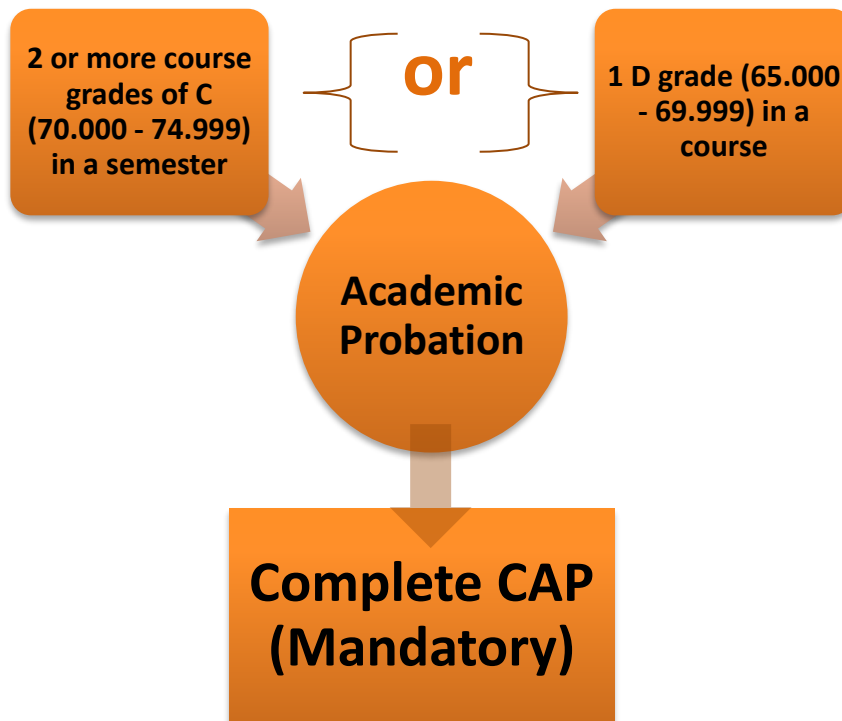 2 or more course
grades of C
(70.000 - 74.999)
in a semester
or
1 D grade (65.000
- 69.999) in a
course
Academic
Probation
Complete CAP
(Mandatory)